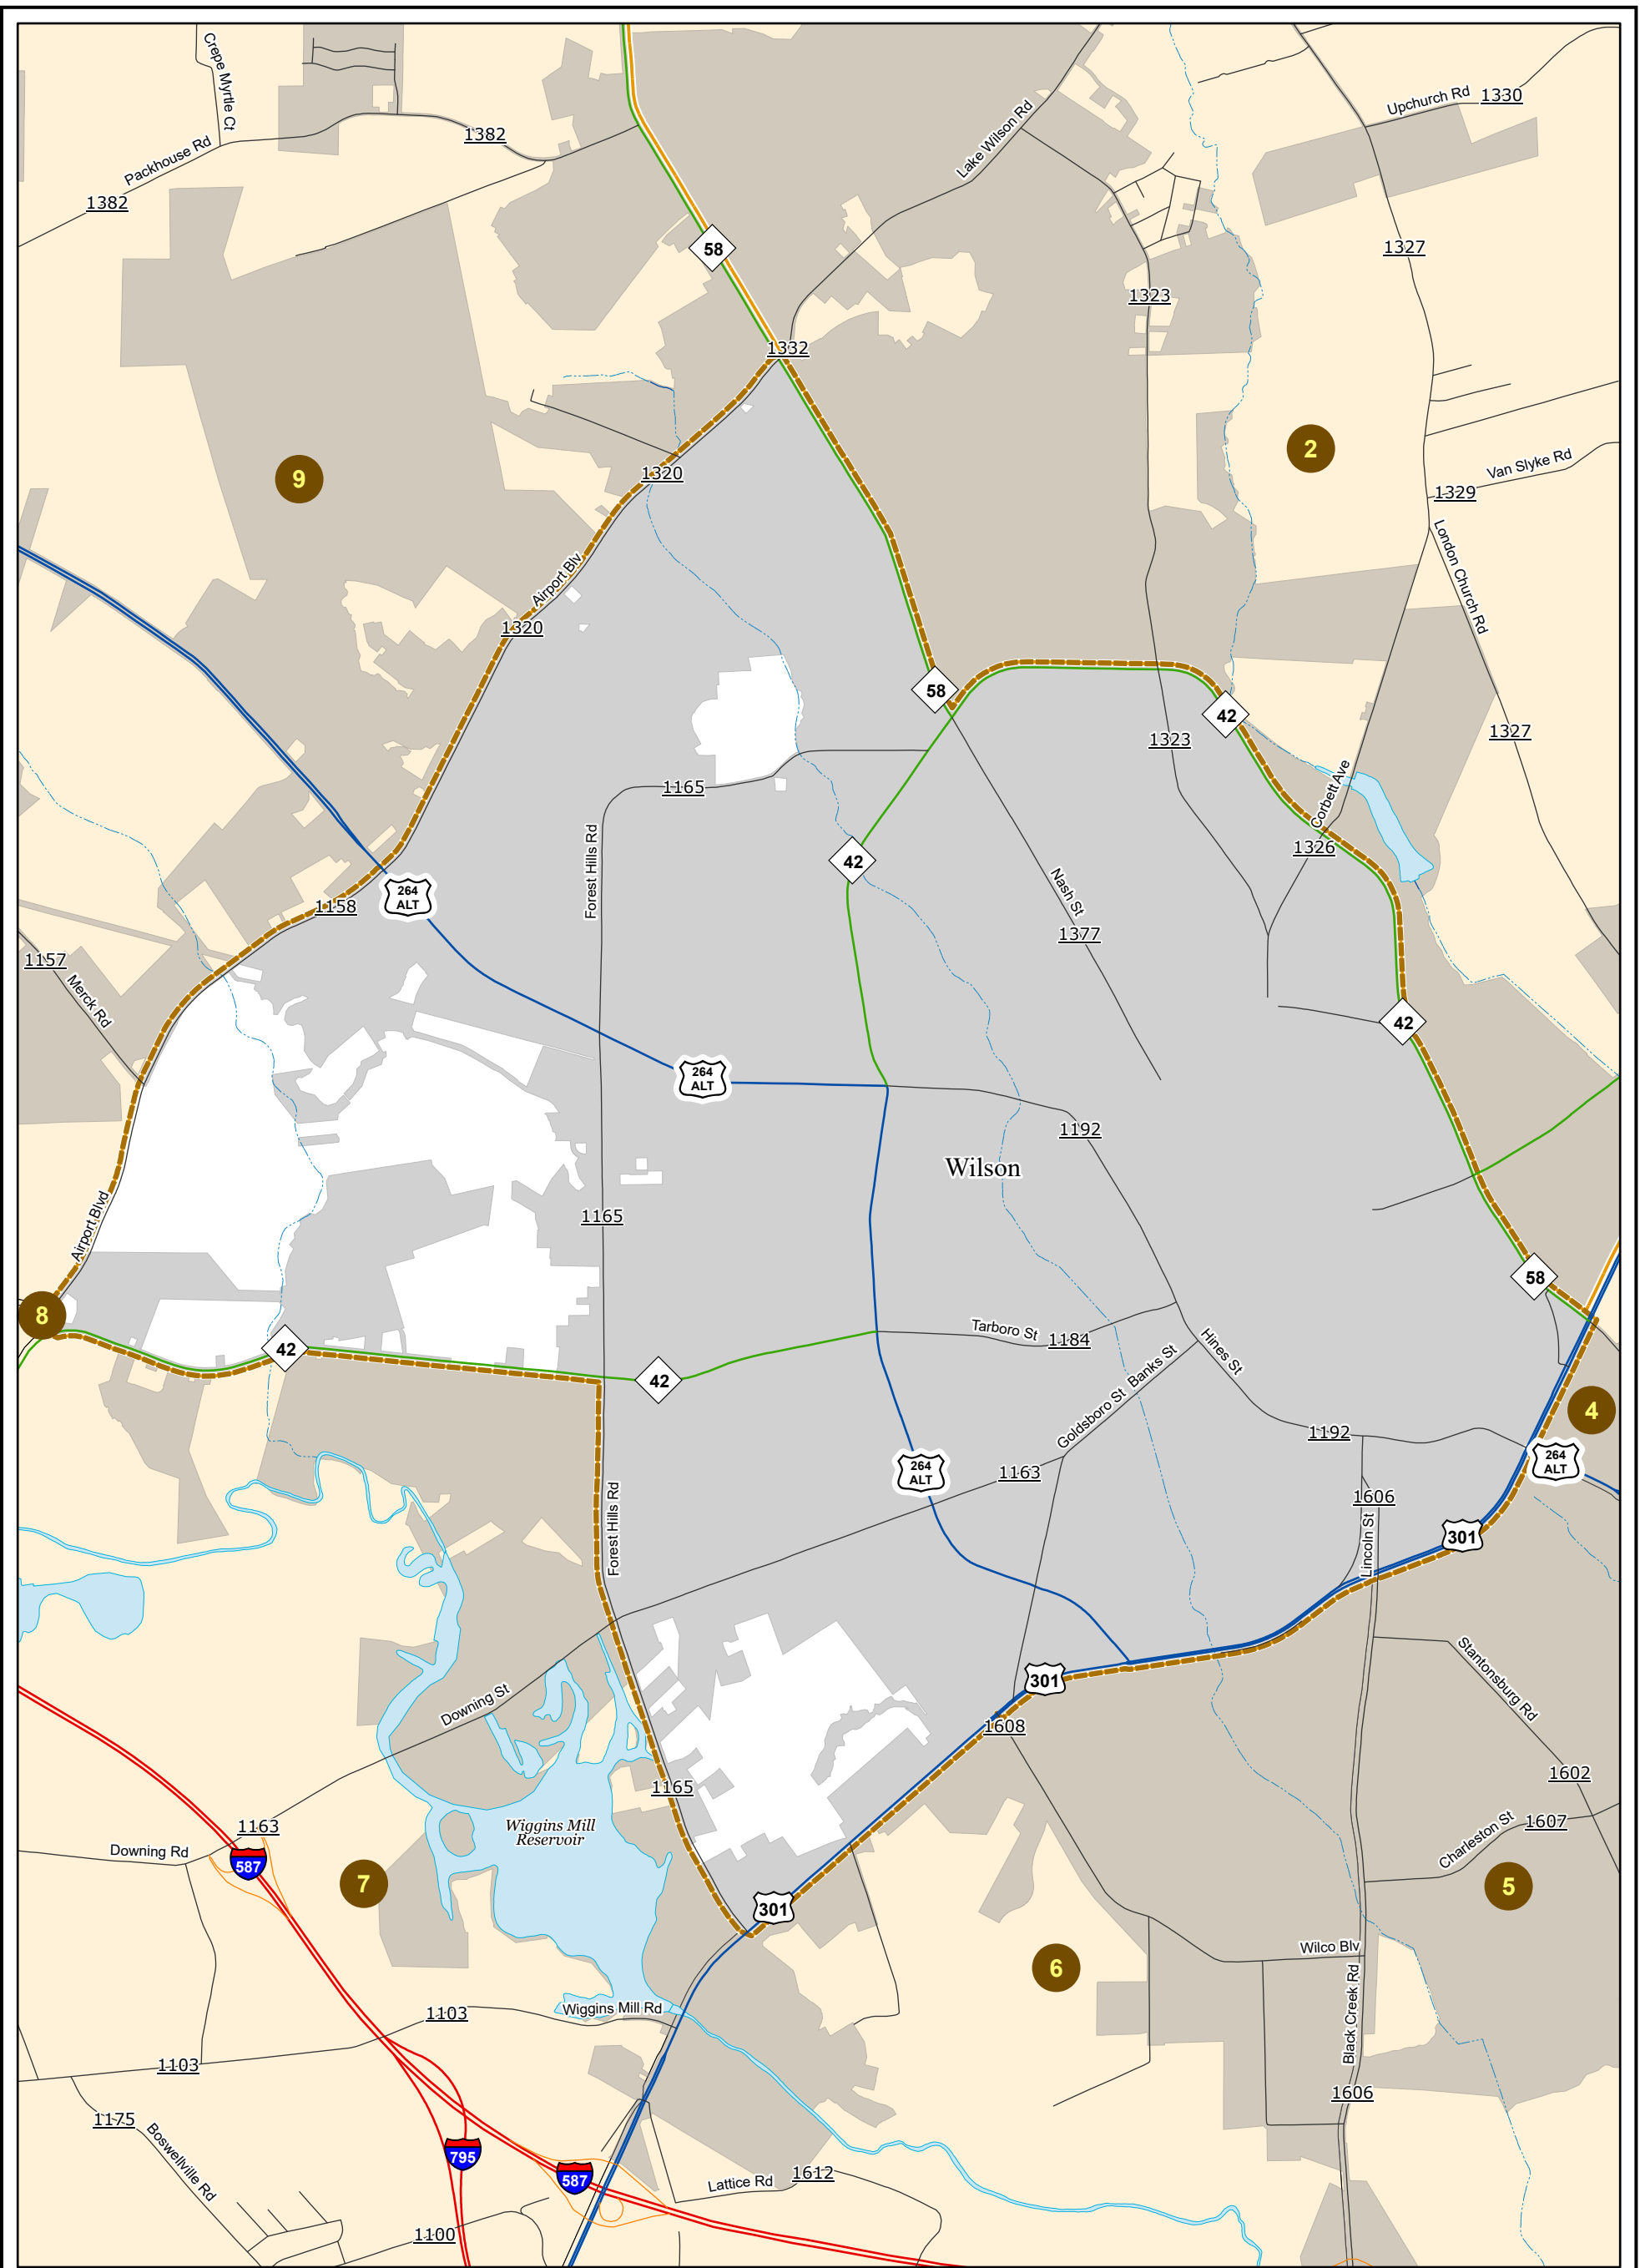 Crepe Myrtle Ct
Upchurch Rd
1330
Packhouse Rd
1382
Lake Wilson Rd
1382
58
1327
1323
1332
9
2
1320
Van Slyke Rd
1329
Airport Blv
London Church Rd
1320
58
42
1323
1327
1165
Corbett Ave
Forest Hills Rd
1326
42
264
ALT
1158
Nash St
1377
1157
Merck Rd
42
264
ALT
1192
Wilson
Airport Blvd
1165
58
8
42
Tarboro St
1184
Hines St
42
Goldsboro St
Banks St
4
1192
264
ALT
1163
264
ALT
1606
Forest Hills Rd
Lincoln St
301
Stantonsburg Rd
301
Downing St
1608
1165
1602
1163
Wiggins Mill
Reservoir
1607
Charleston St
Downing Rd
587
7
5
301
Wilco Blv
6
1103
Wiggins Mill Rd
Black Creek Rd
1103
1606
1175
Boswellville Rd
795
587
Lattice Rd
1612
1100